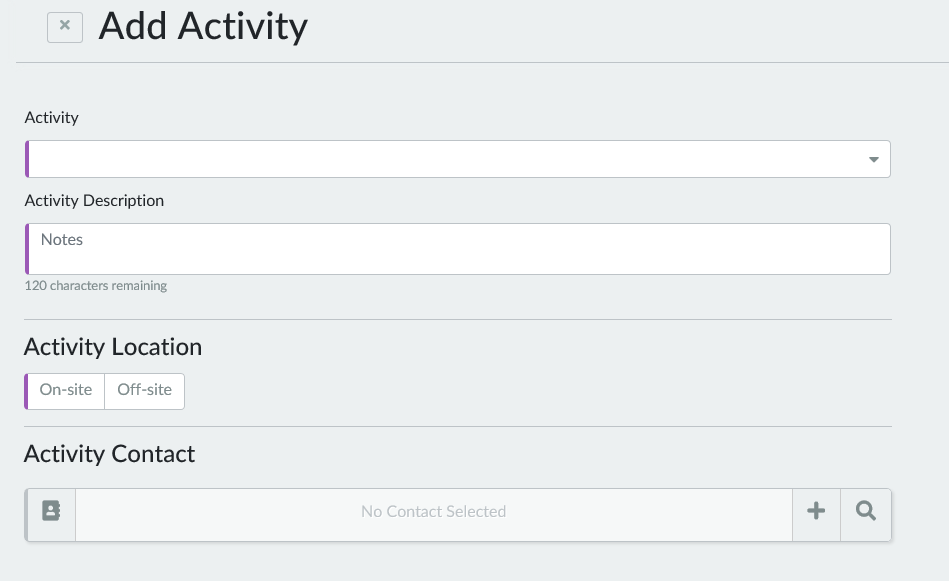 Add Activity
Activity
Activity Description
Notes
120 characters remaining
Activity Location
On-site Off-site
Activity Contact
No Contact Selected